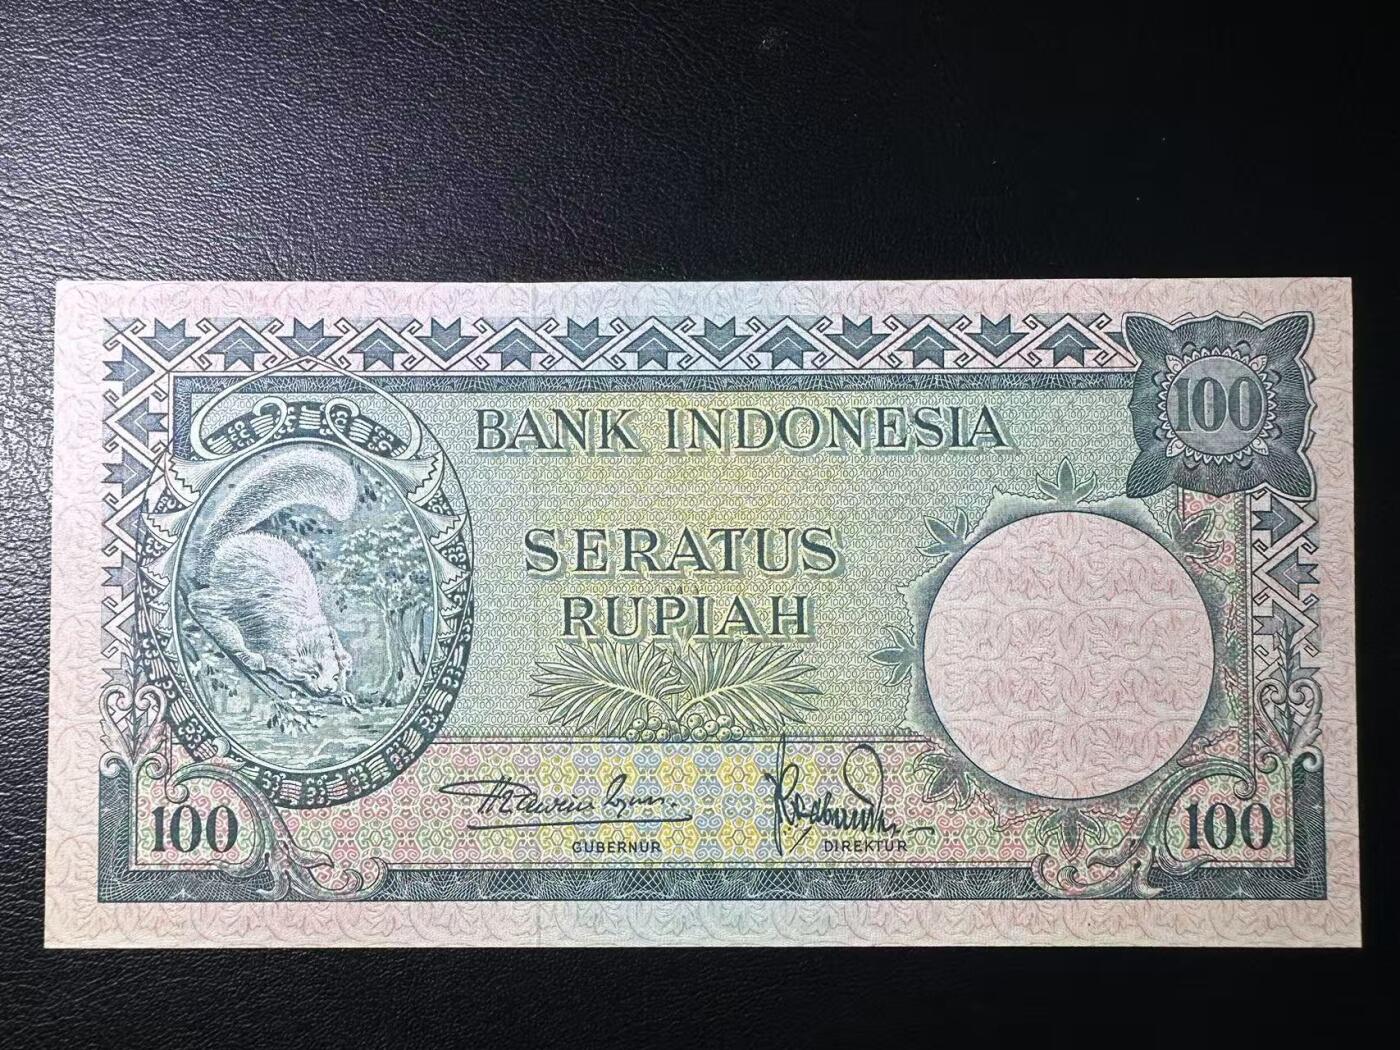 100
BANK INDONESIA
SERATUS
RUPIAH
GUBERNUR
DIREKTUR
100
100